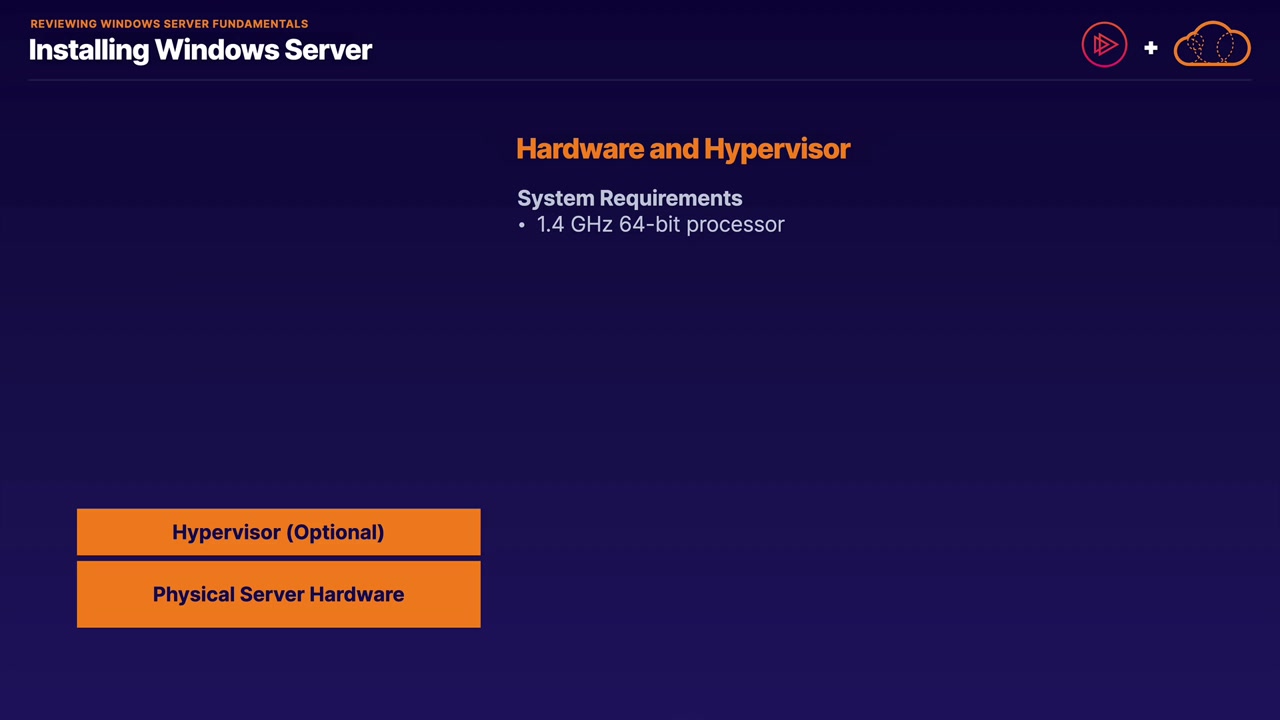 REVIEWING WINDOWS SERVER FUNDAMENTALS
Installing Windows Server
+
Hardware and Hypervisor
System Requirements
• 1.4 GHz 64-bit processor
Hypervisor (Optional)
Physical Server Hardware